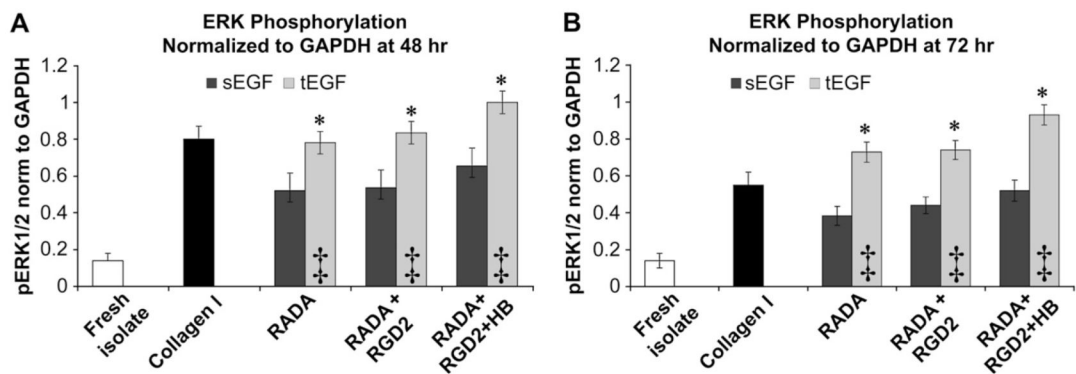 A
ERK Phosphorylation
Normalized to GAPDH at 48 hr
pERK1/2 norm to GAPDH
1.2
1
0.8
0.6
0.4
0.2
0
sEGF
tEGF
*
*
*
‡
‡
‡
Fresh
isolate
Collagen I
RADA
RADA+
RGD2
RADA+
RGD2+HB
B
ERK Phosphorylation
Normalized to GAPDH at 72 hr
pERK1/2 norm to GAPDH
1.2
1
0.8
0.6
0.4
0.2
0
sEGF
tEGF
*
*
*
‡
‡
‡
Fresh
isolate
Collagen I
RADA
RADA+
RGD2
RADA+
RGD2+HB